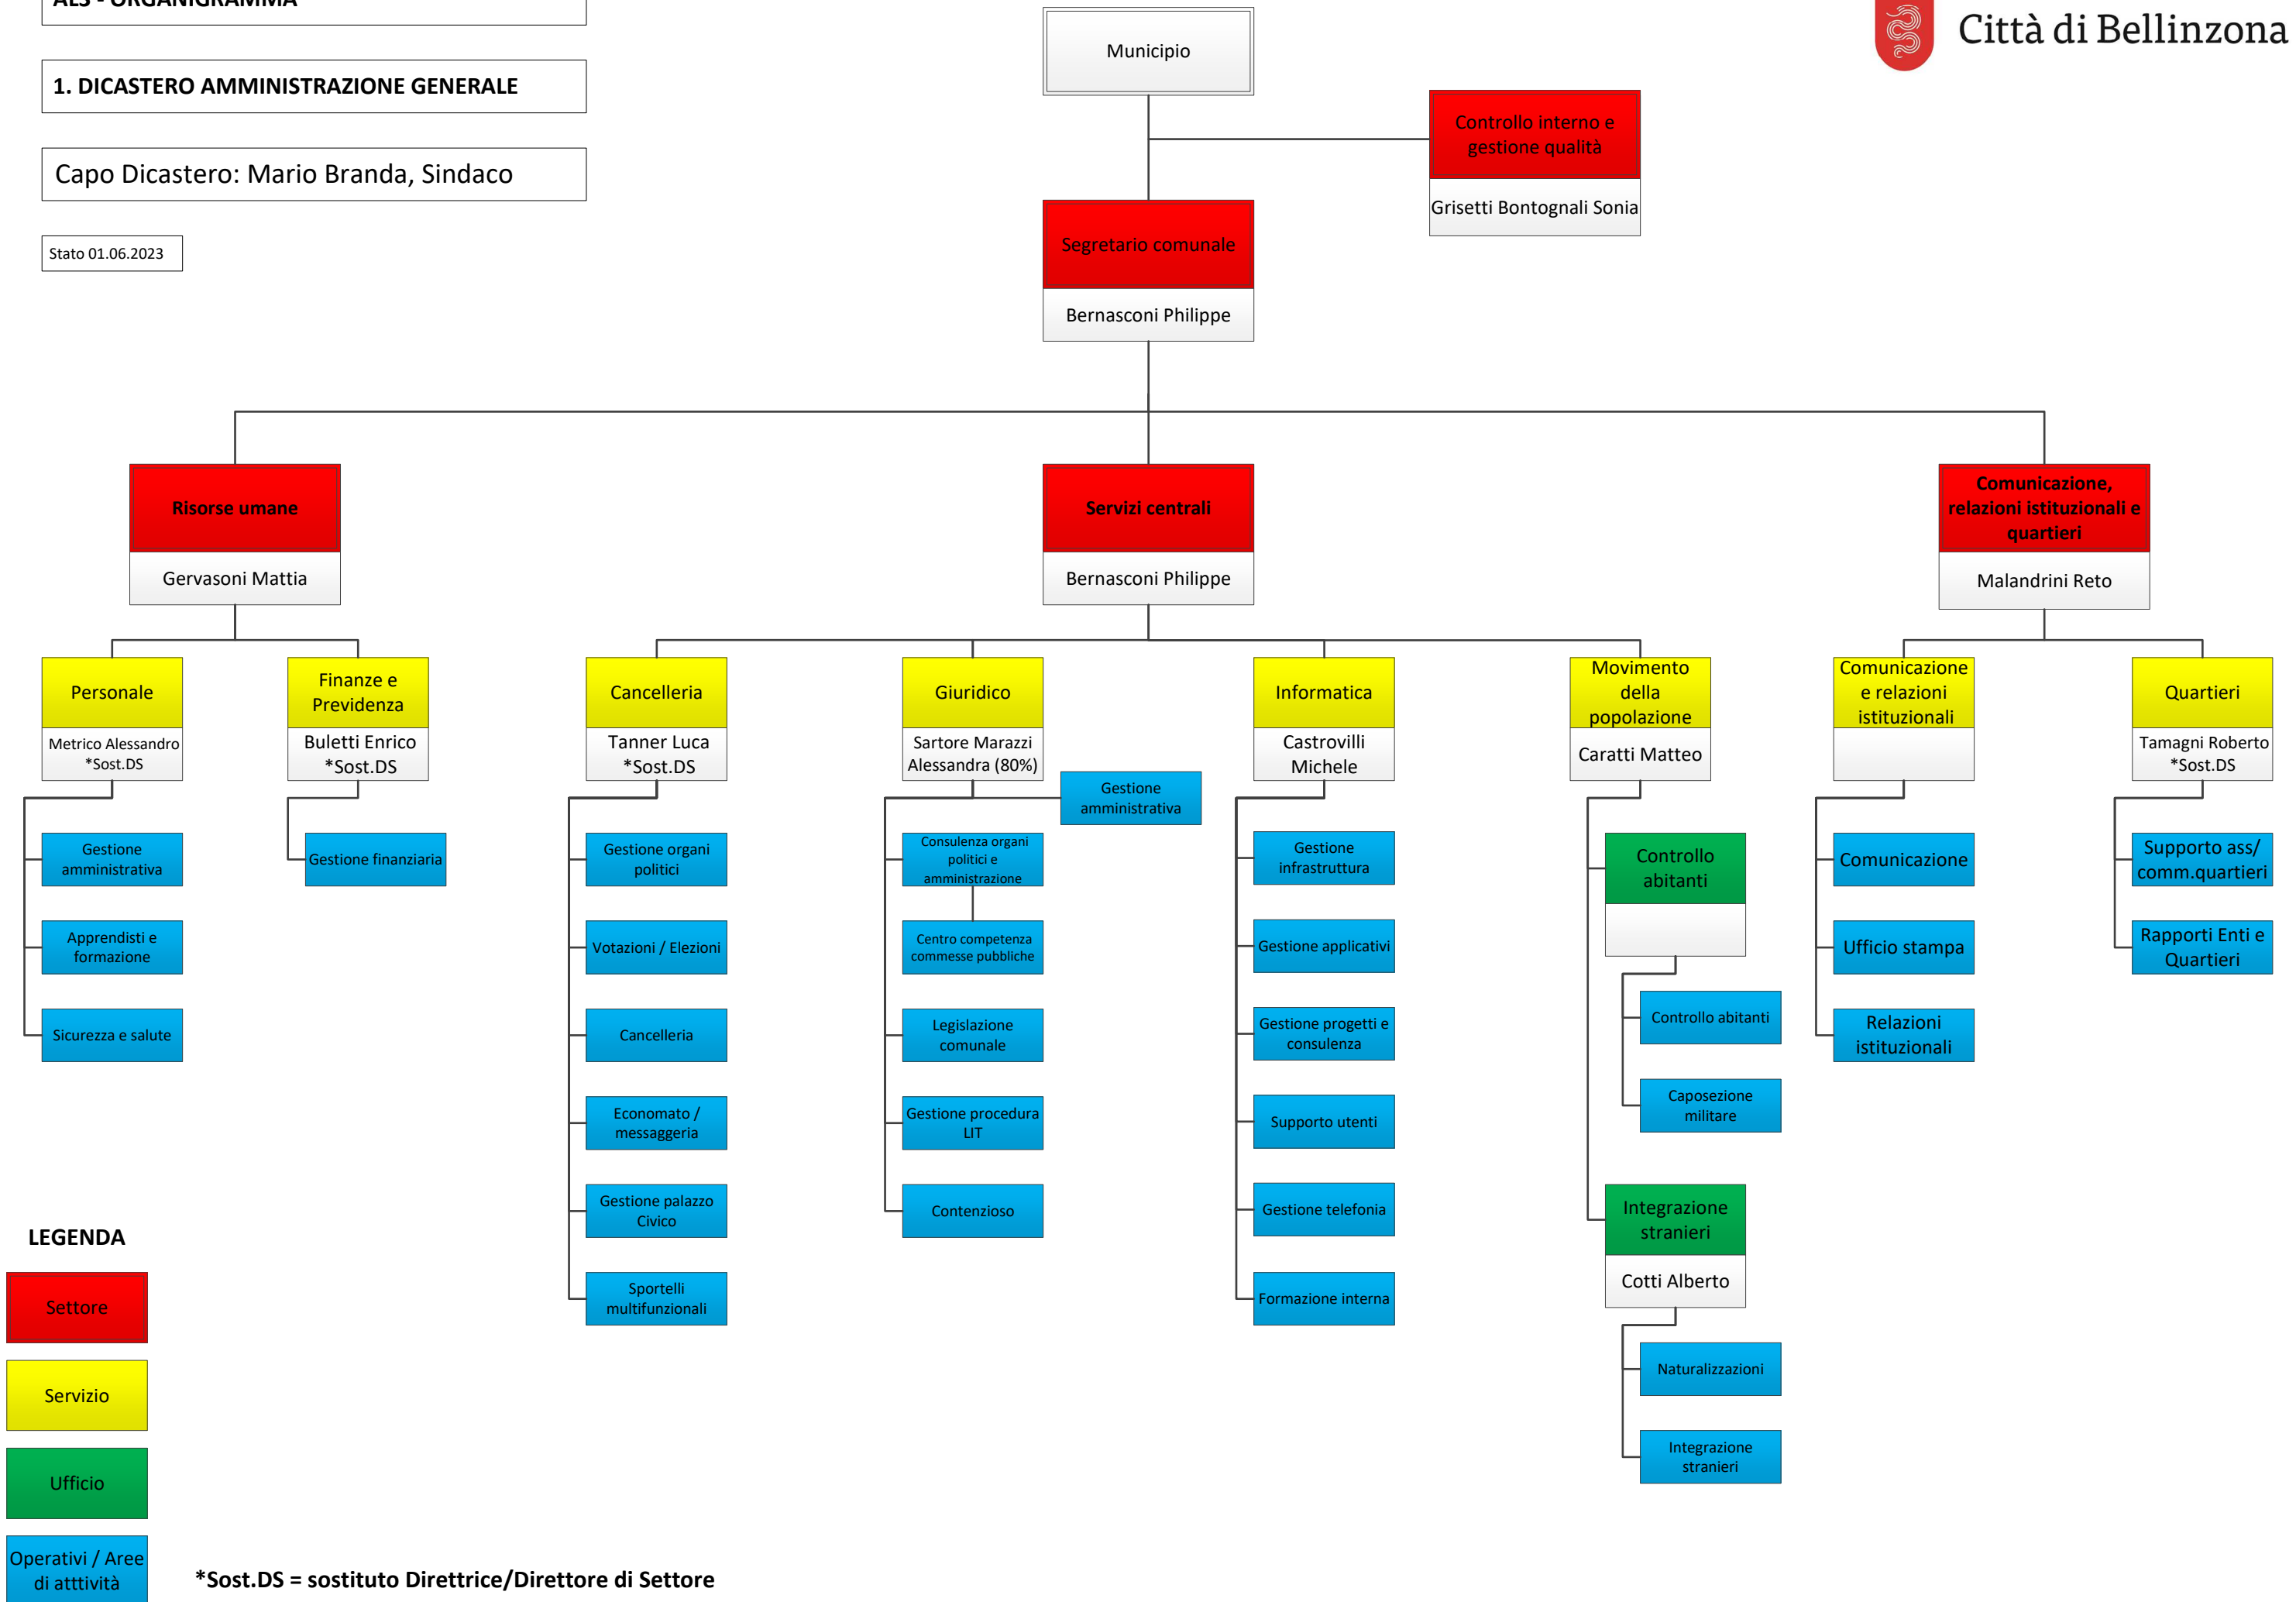 ALS - ORGANIGRAMMA
1. DICASTERO AMMINISTRAZIONE GENERALE
Capo Dicastero: Mario Branda, Sindaco
Stato 01.06.2023
Città di Bellinzona
Municipio
Controllo interno e
gestione qualità
Grisetti Bontognali Sonia
Segretario comunale
Bernasconi Philippe
Risorse umane
Gervasoni Mattia
Servizi centrali
Bernasconi Philippe
Comunicazione,
relazioni istituzionali e
quartieri
Malandrini Reto
Personale
Metrico Alessandro
*Sost.DS
Gestione
amministrativa
Apprendisti e
formazione
Sicurezza e salute
Finanze e
Previdenza
Buletti Enrico
*Sost.DS
Gestione finanziaria
Cancelleria
Tanner Luca
*Sost.DS
Gestione organi
politici
Votazioni / Elezioni
Cancelleria
Economato /
messaggeria
Gestione palazzo
Civico
Sportelli
multifunzionali
Giuridico
Sartore Marazzi
Alessandra (80%)
Gestione
amministrativa
Consulenza organi
politici e
amministrazione
Centro competenza
commesse pubbliche
Legislazione
comunale
Gestione procedura
LIT
Contenzioso
Informatica
Castrovilli
Michele
Gestione
infrastruttura
Gestione applicativi
Gestione progetti e
consulenza
Supporto utenti
Gestione telefonia
Formazione interna
Movimento
della
popolazione
Caratti Matteo
Controllo
abitanti
Controllo abitanti
Caposezione
militare
Integrazione
stranieri
Cotti Alberto
Naturalizzazioni
Integrazione
stranieri
Comunicazione
e relazioni
istituzionali
Comunicazione
Ufficio stampa
Relazioni
istituzionali
Quartieri
Tamagni Roberto
*Sost.DS
Supporto ass/
comm.quartieri
Rapporti Enti e
Quartieri
LEGENDA
Settore
Servizio
Ufficio
Operativi / Aree
di atttività
*Sost.DS = sostituto Direttrice/Direttore di Settore